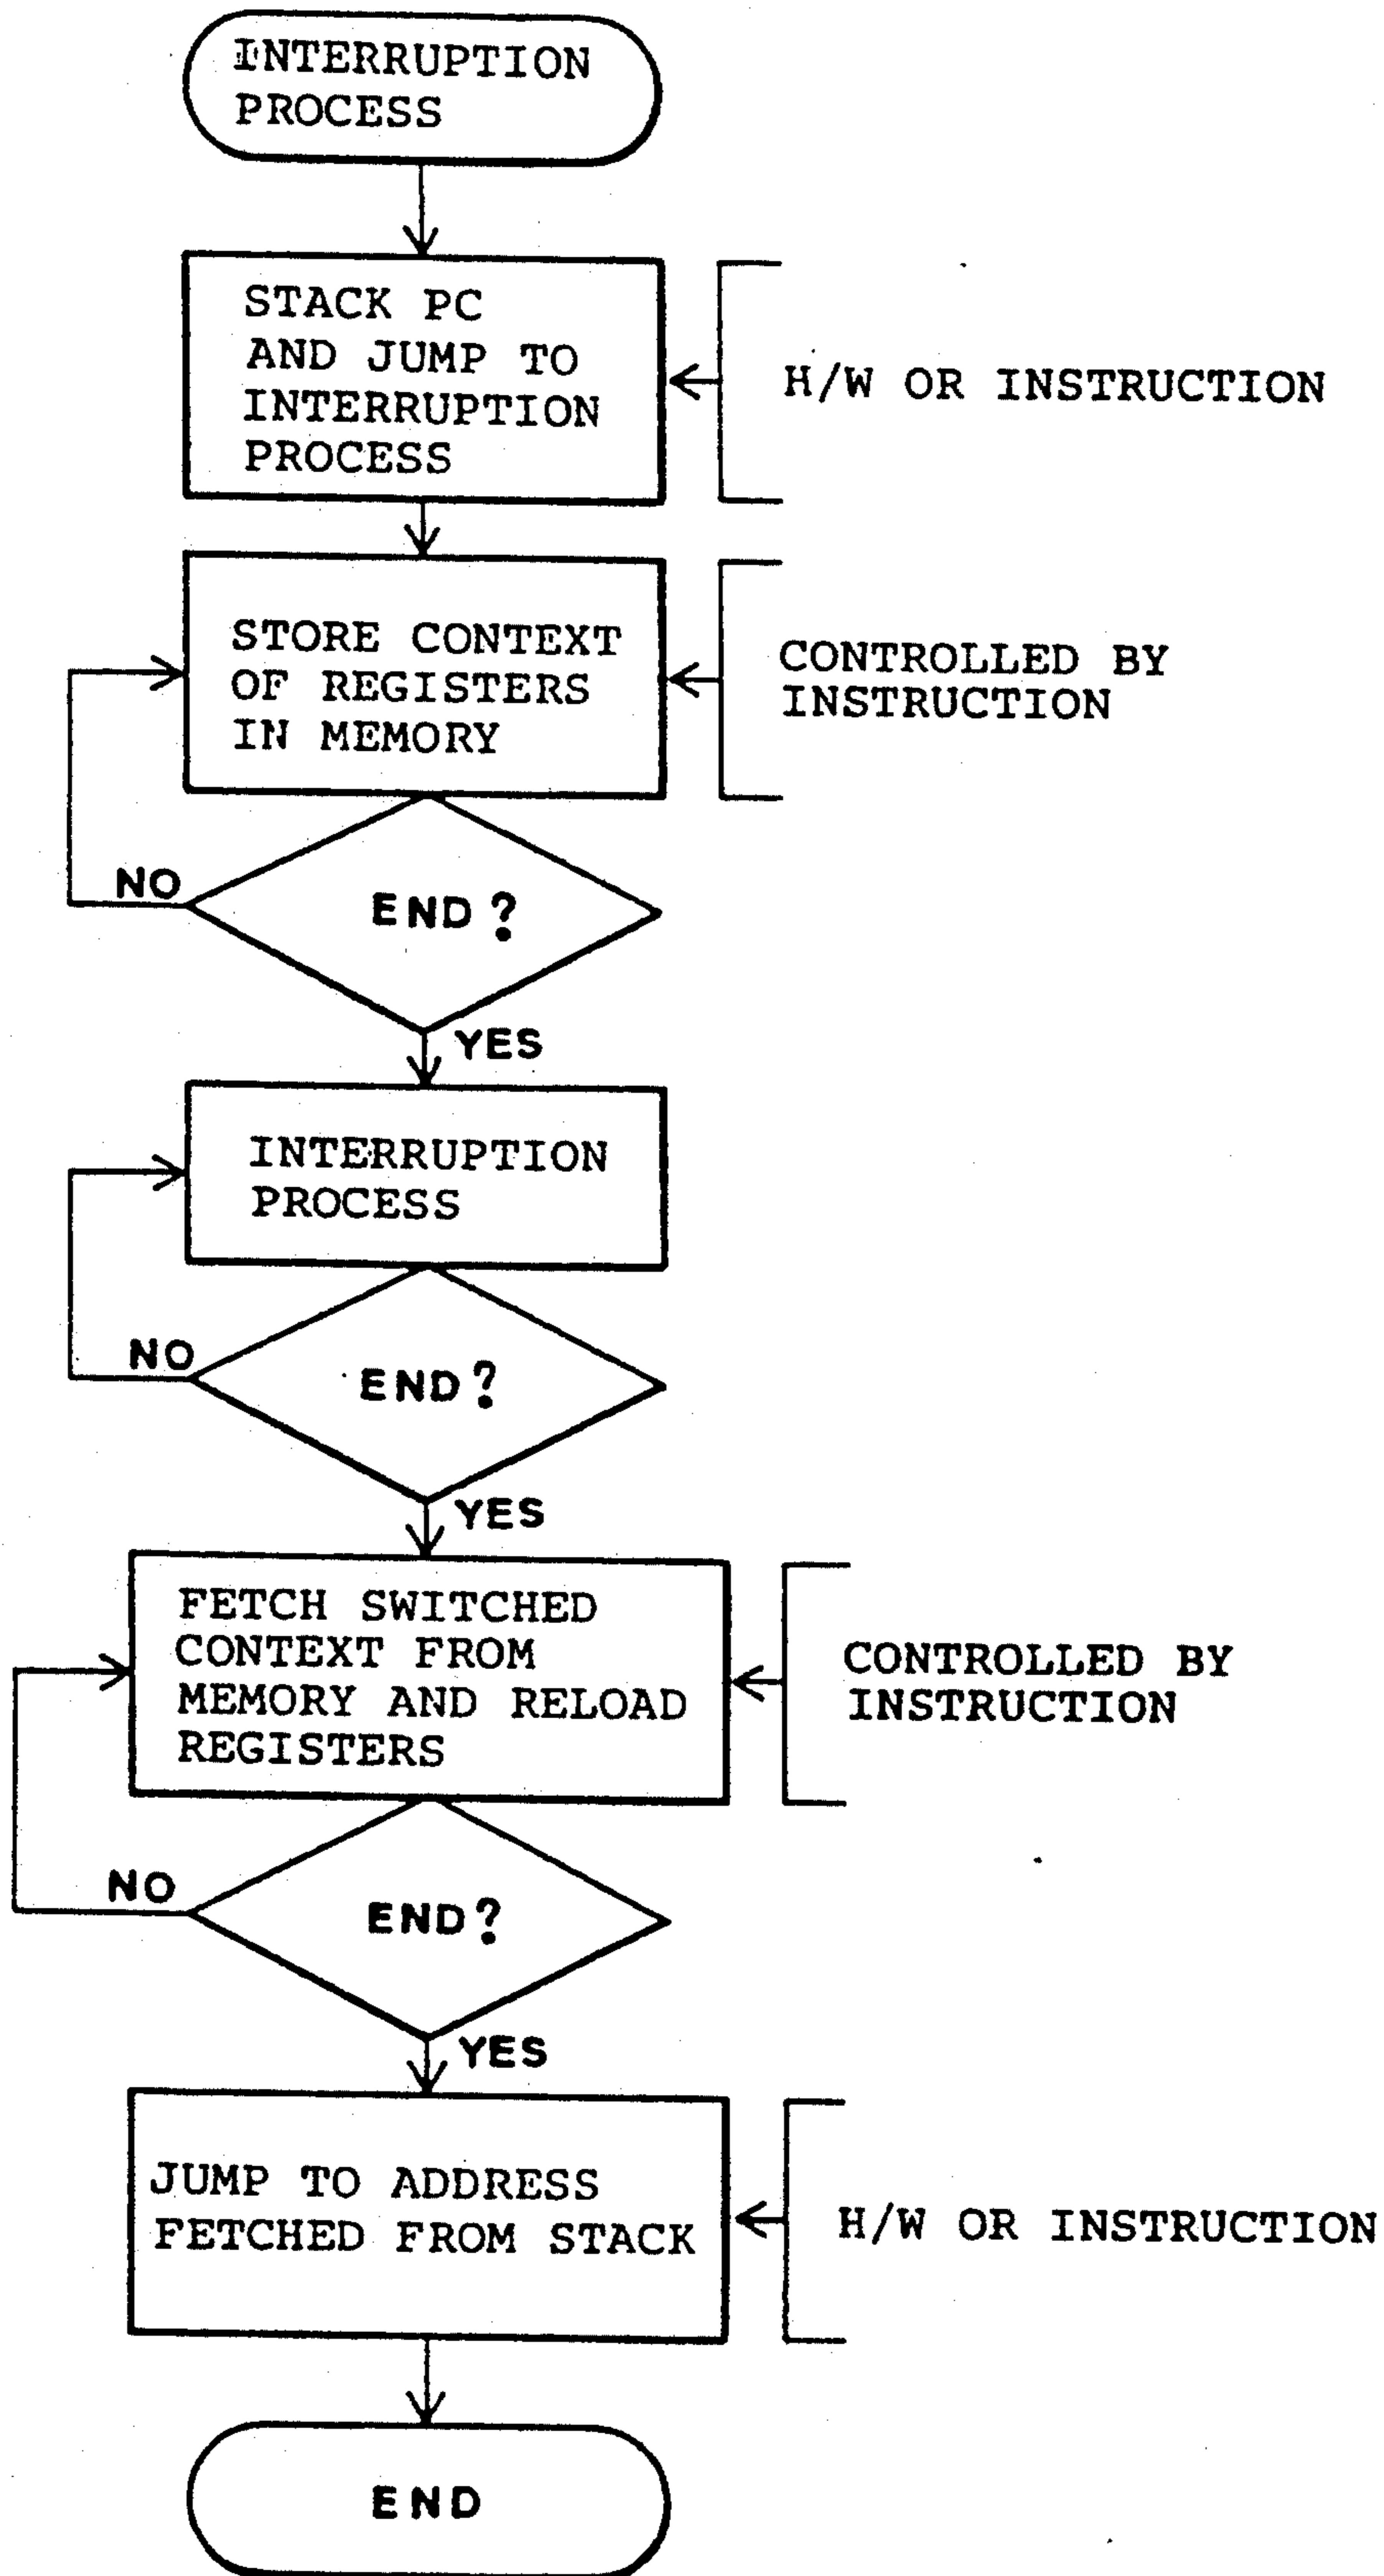 INTERRUPTION
PROCESS
STACK PC
AND JUMP TO
INTERRUPTION
PROCESS
H/W OR INSTRUCTION
STORE CONTEXT
OF REGISTERS
IN MEMORY
CONTROLLED BY
INSTRUCTION
NO
END?
YES
INTERRUPTION
PROCESS
NO
END?
YES
FETCH SWITCHED
CONTEXT FROM
MEMORY AND RELOAD
REGISTERS
CONTROLLED BY
INSTRUCTION
NO
END?
YES
JUMP TO ADDRESS
FETCHED FROM STACK
H/W OR INSTRUCTION
END